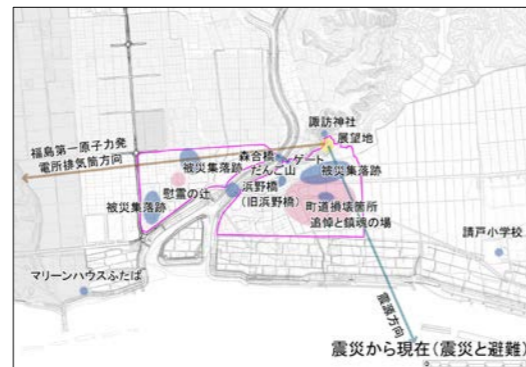 諏訪神社
展望地
福島第一原子力発
電所排気筒方向
森合橋
ゲート
被災集落跡
だんご山
被災集落跡
慰霊の辻
浜野橋
(旧浜野橋)
被災集落跡
町道損壊箇所
追悼と鎮魂の場
請戸小学校
マリーンハウスふたば
震源方向
震災から現在(震災と避難)